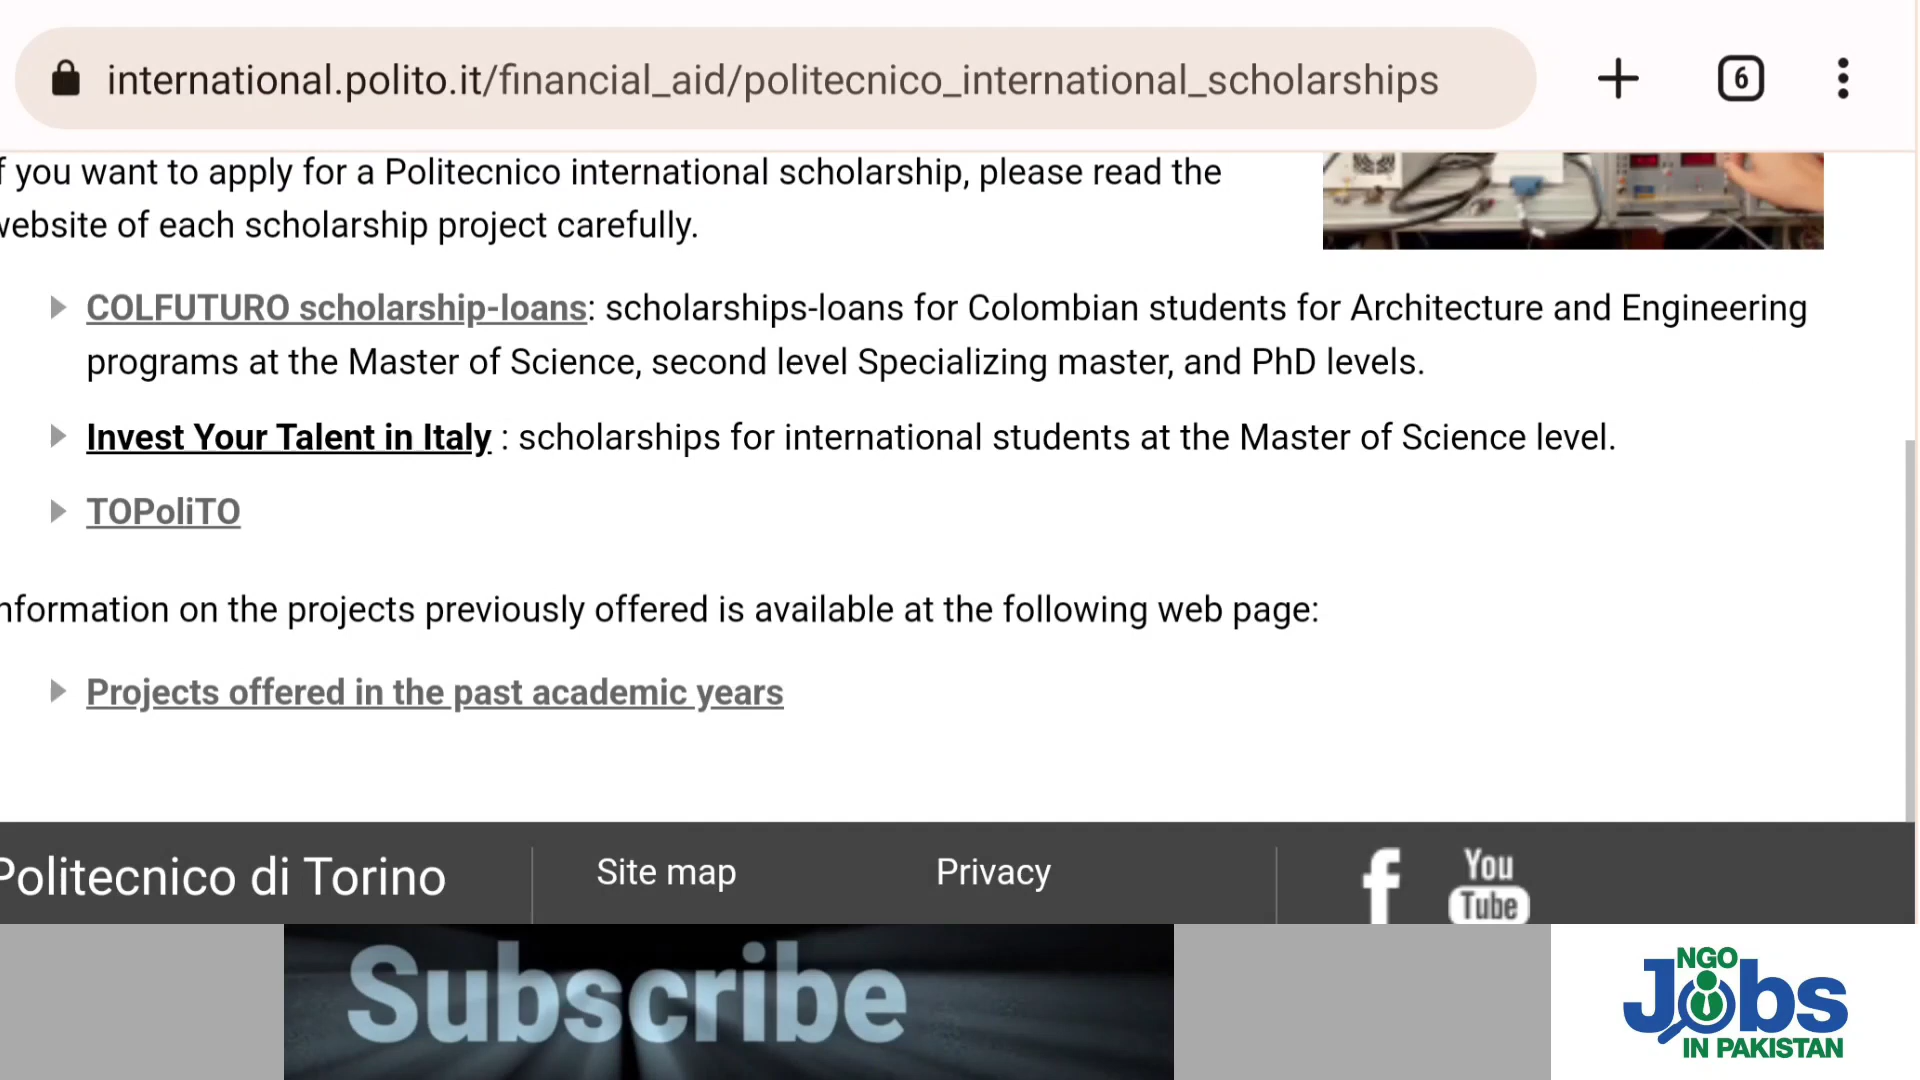 international.polito.it/financial_aid/politecnico_international_scholarships
6
f you want to apply for a Politecnico international scholarship, please read the
website of each scholarship project carefully.
COLFUTURO scholarship-loans: scholarships-loans for Colombian students for Architecture and Engineering
programs at the Master of Science, second level Specializing master, and PhD levels.
Invest Your Talent in Italy : scholarships for international students at the Master of Science level.
TOPoliTO
nformation on the projects previously offered is available at the following web page:
Projects offered in the past academic years
Politecnico di Torino
Site map
Privacy
f
You
Tube
Subscribe
NGO
Jobs
IN PAKISTAN